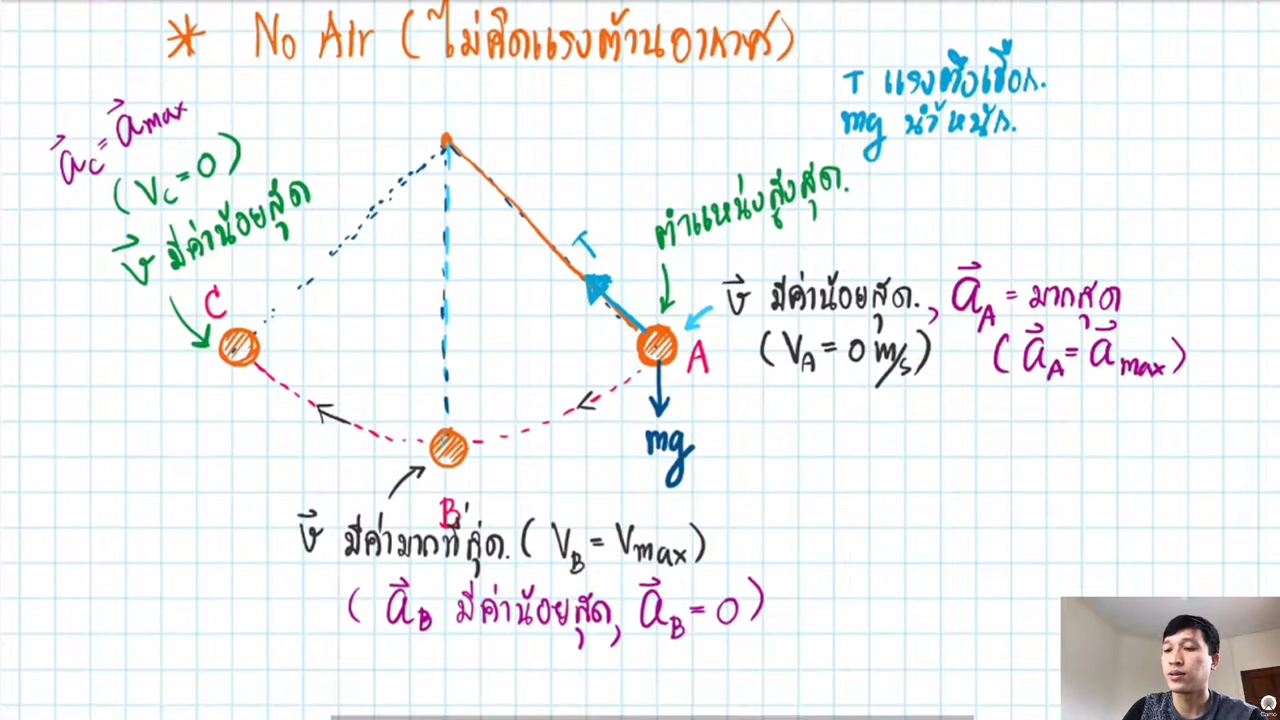 * No Air (ไม่คิดแรงต้านอากาศ)
T แรงตึงเชือก.
mg น้ำหนัก.
a⃗c = a⃗max
(Vc = 0)
v⃗ มีค่าน้อยสุด
ตำแหน่งสูงสุด.
T
C
A
v⃗ มีค่าน้อยสุด. , a⃗A = มากสุด
(VA = 0 m/s) (a⃗A = a⃗max)
mg
B
v⃗ มีค่ามากที่สุด. (VB = Vmax)
(a⃗B มีค่าน้อยสุด, a⃗B = 0)